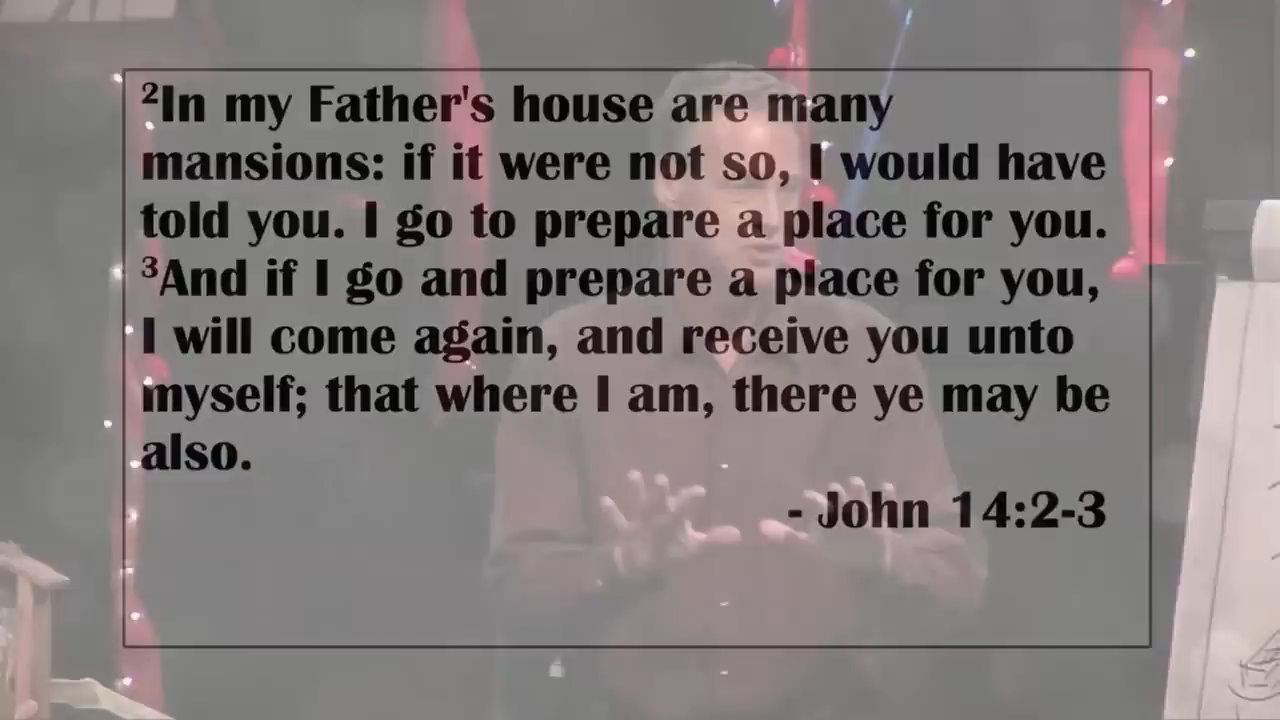 ²In my Father's house are many
mansions: if it were not so, I would have
told you. I go to prepare a place for you.
³And if I go and prepare a place for you,
I will come again, and receive you unto
myself; that where I am, there ye may be
also.
- John 14:2-3